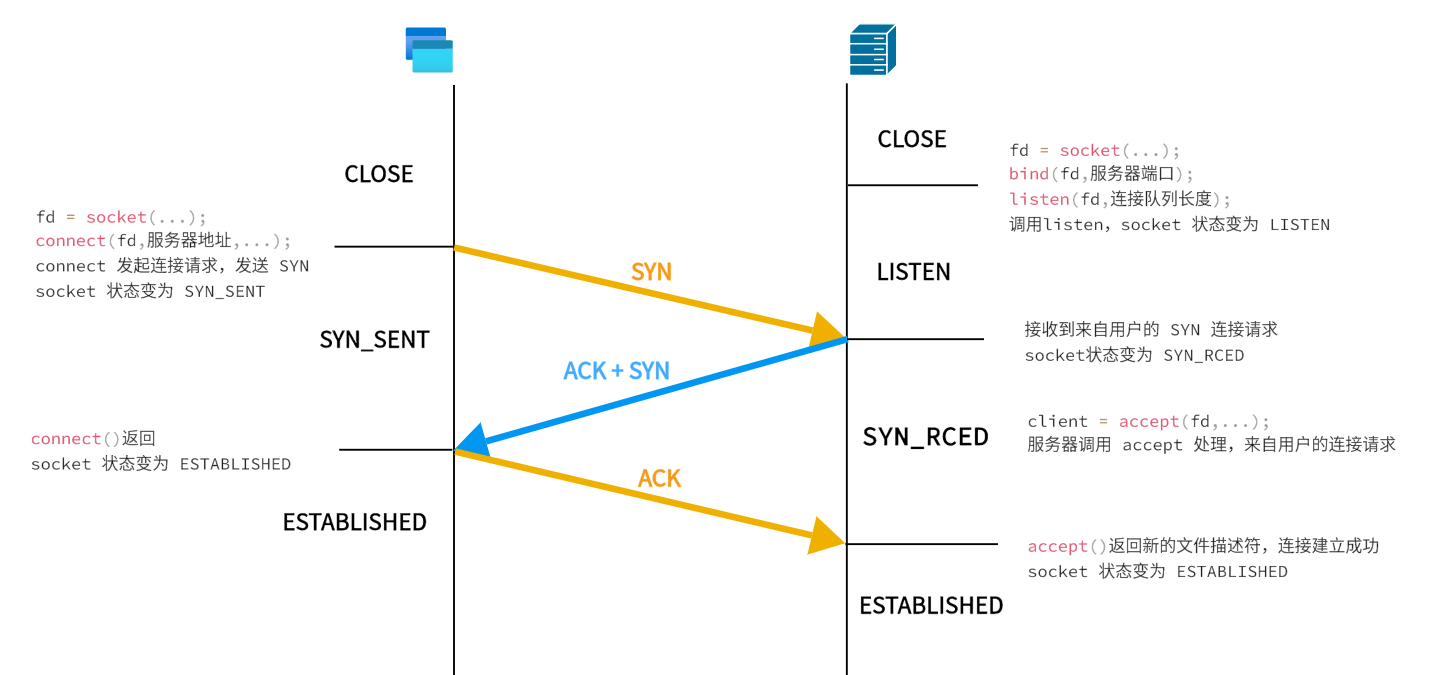 CLOSE
fd = socket(...);
bind(fd,服务器端口);
listen(fd,连接队列长度);
调用listen，socket 状态变为 LISTEN
CLOSE
fd = socket(...);
connect(fd,服务器地址,...);
connect 发起连接请求，发送 SYN
socket 状态变为 SYN_SENT
SYN
LISTEN
SYN_SENT
接收到来自用户的 SYN 连接请求
socket状态变为 SYN_RCED
ACK + SYN
SYN_RCED
client = accept(fd,...);
服务器调用 accept 处理，来自用户的连接请求
connect()返回
socket 状态变为 ESTABLISHED
ACK
ESTABLISHED
accept()返回新的文件描述符，连接建立成功
socket 状态变为 ESTABLISHED
ESTABLISHED